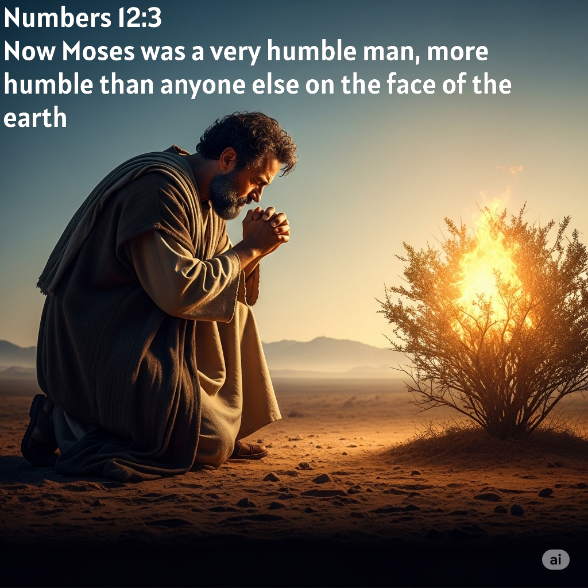 Numbers 12:3
Now Moses was a very humble man, more
humble than anyone else on the face of the
earth
ai